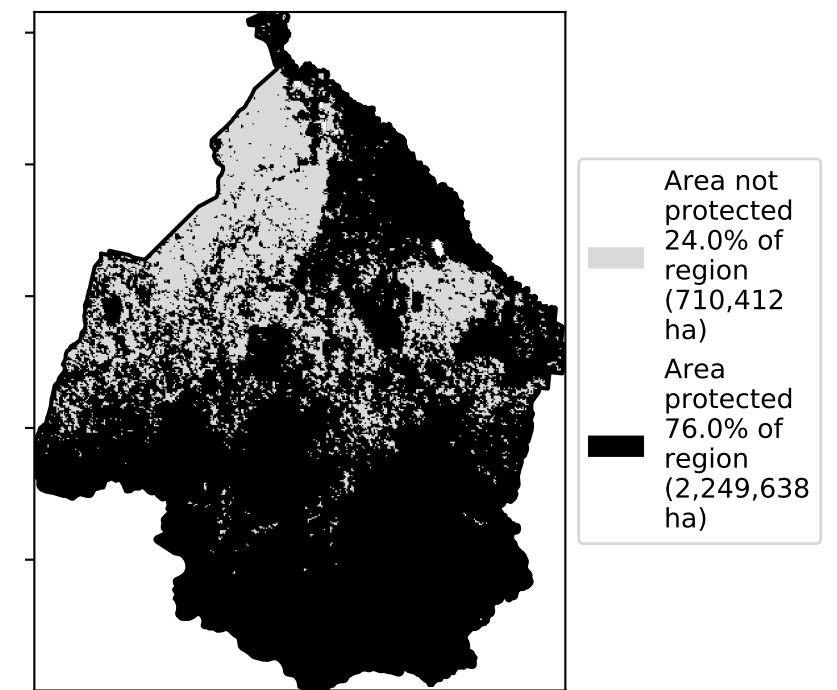 Area not
protected
24.0% of
region
(710,412
ha)
Area
protected
76.0% of
region
(2,249,638
ha)